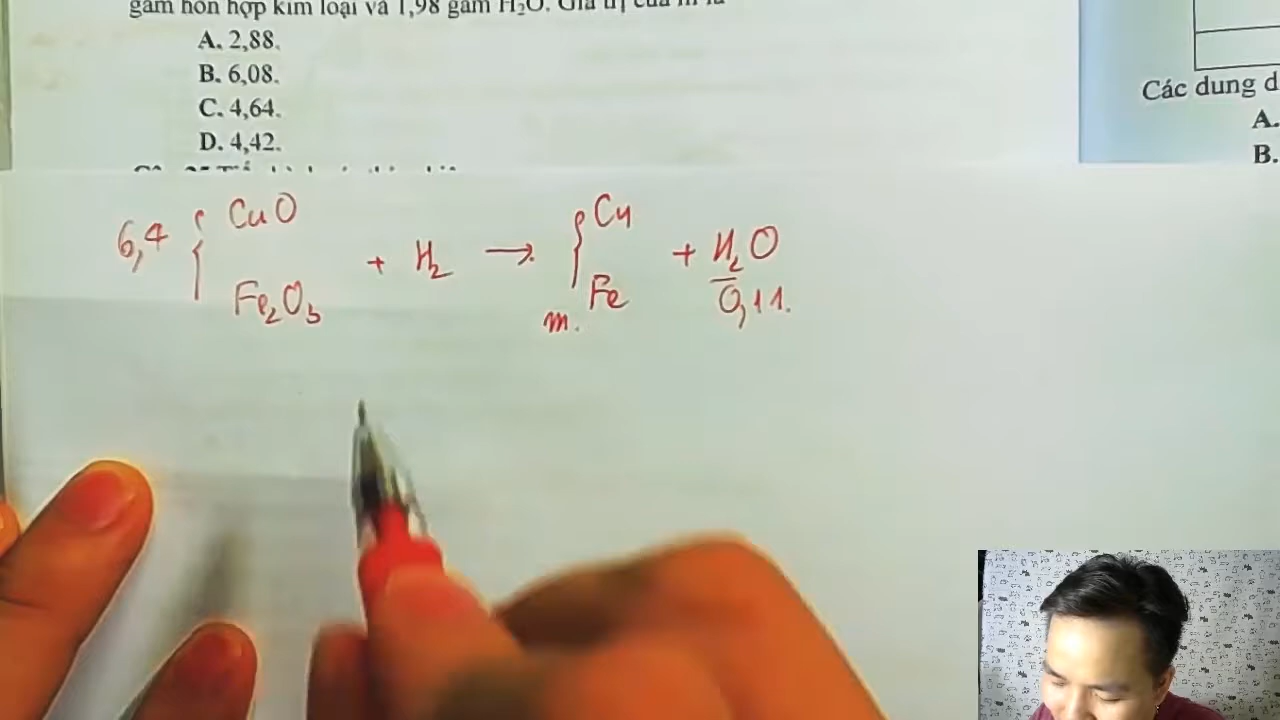 gam hỗn hợp kim loại và 1,98 gam H₂O. Giá trị của m là
A. 2,88.
B. 6,08.
C. 4,64.
D. 4,42.
Các dung d
A.
B.
6,4 { CuO
Fe₂O₃
+ H₂ → { Cu
Fe
m.
+ H₂O
0,11.